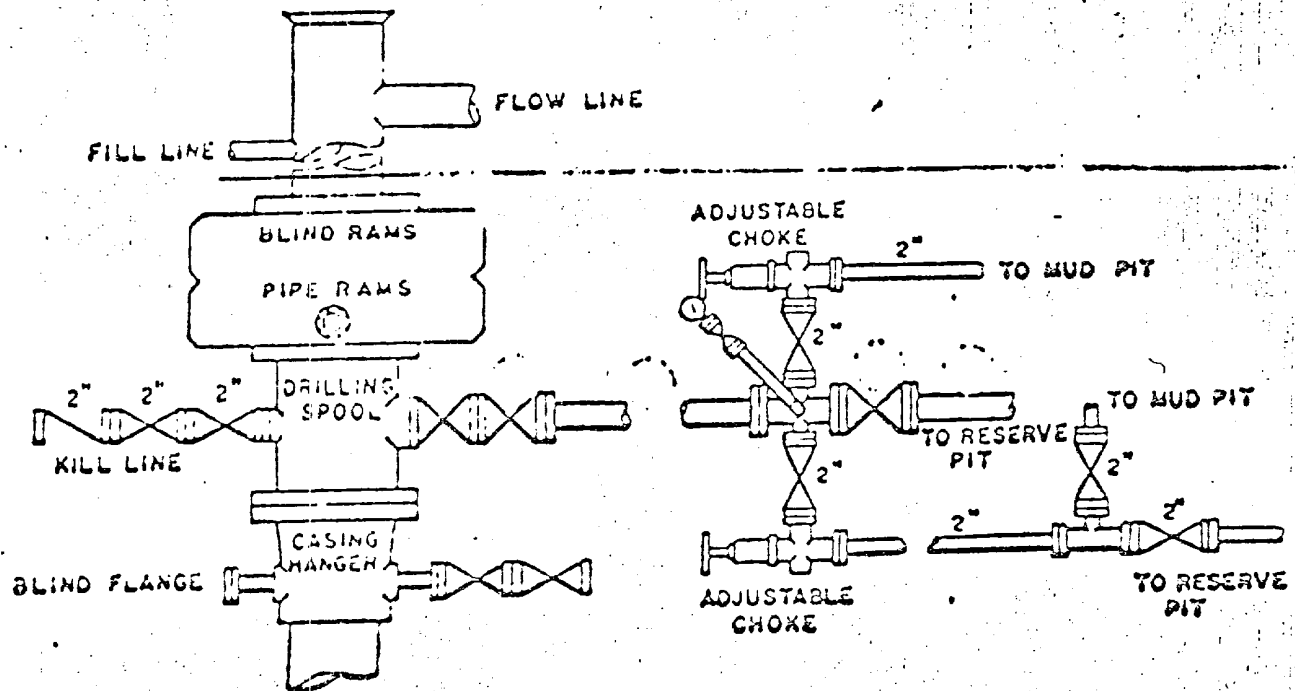 FLOW LINE
FILL LINE
BLIND RAMS
PIPE RAMS
ADJUSTABLE
CHOKE
2"
TO MUD PIT
2"
2" 2" 2"
DRILLING
SPOOL
KILL LINE
TO RESERVE
PIT
TO MUD PIT
2"
2"
2"
2"
CASING
HANGER
BLIND FLANGE
ADJUSTABLE
CHOKE
TO RESERVE
PIT